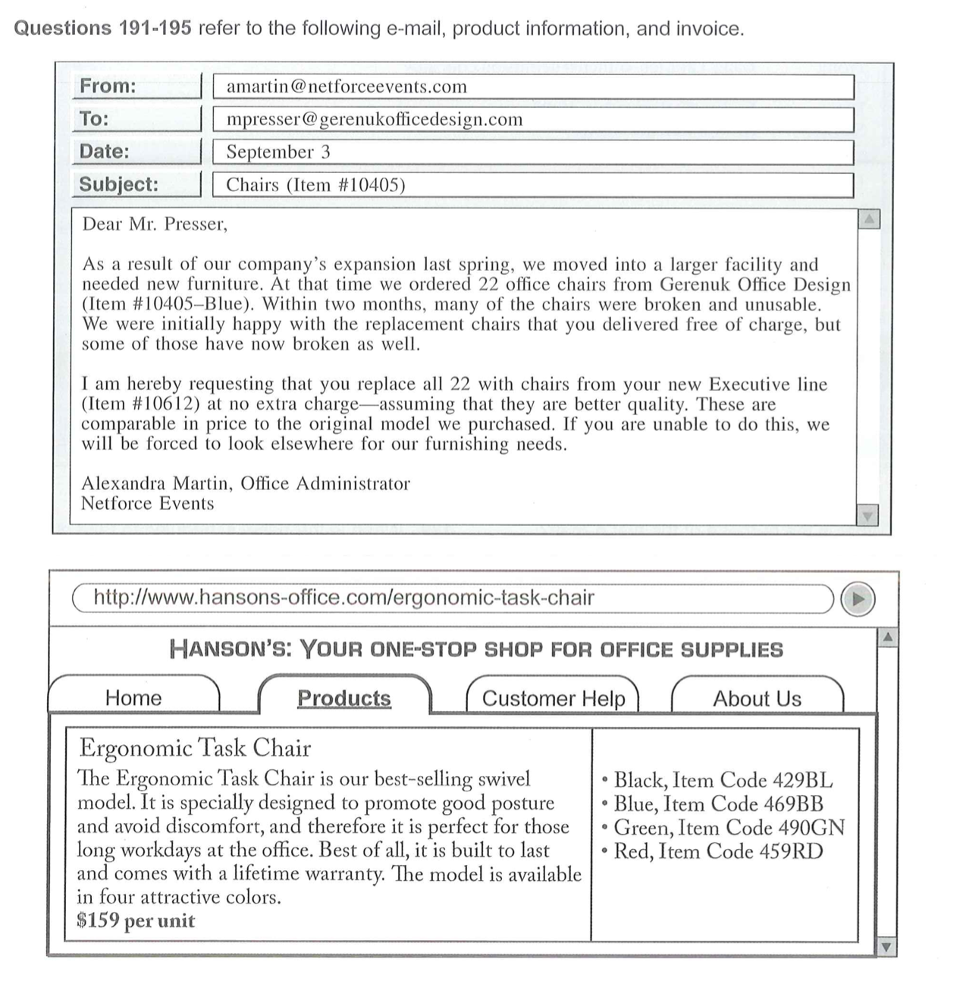 Questions 191-195 refer to the following e-mail, product information, and invoice.
From:
amartin@netforceevents.com
To:
mpresser@gerenukofficedesign.com
Date:
September 3
Subject:
Chairs (Item #10405)
Dear Mr. Presser,
As a result of our company's expansion last spring, we moved into a larger facility and
needed new furniture. At that time we ordered 22 office chairs from Gerenuk Office Design
(Item #10405–Blue). Within two months, many of the chairs were broken and unusable.
We were initially happy with the replacement chairs that you delivered free of charge, but
some of those have now broken as well.
I am hereby requesting that you replace all 22 with chairs from your new Executive line
(Item #10612) at no extra charge—assuming that they are better quality. These are
comparable in price to the original model we purchased. If you are unable to do this, we
will be forced to look elsewhere for our furnishing needs.
Alexandra Martin, Office Administrator
Netforce Events
http://www.hansons-office.com/ergonomic-task-chair
HANSON'S: YOUR ONE-STOP SHOP FOR OFFICE SUPPLIES
Home
Products
Customer Help
About Us
Ergonomic Task Chair
The Ergonomic Task Chair is our best-selling swivel
model. It is specially designed to promote good posture
and avoid discomfort, and therefore it is perfect for those
long workdays at the office. Best of all, it is built to last
and comes with a lifetime warranty. The model is available
in four attractive colors.
$159 per unit
• Black, Item Code 429BL
• Blue, Item Code 469BB
• Green, Item Code 490GN
• Red, Item Code 459RD